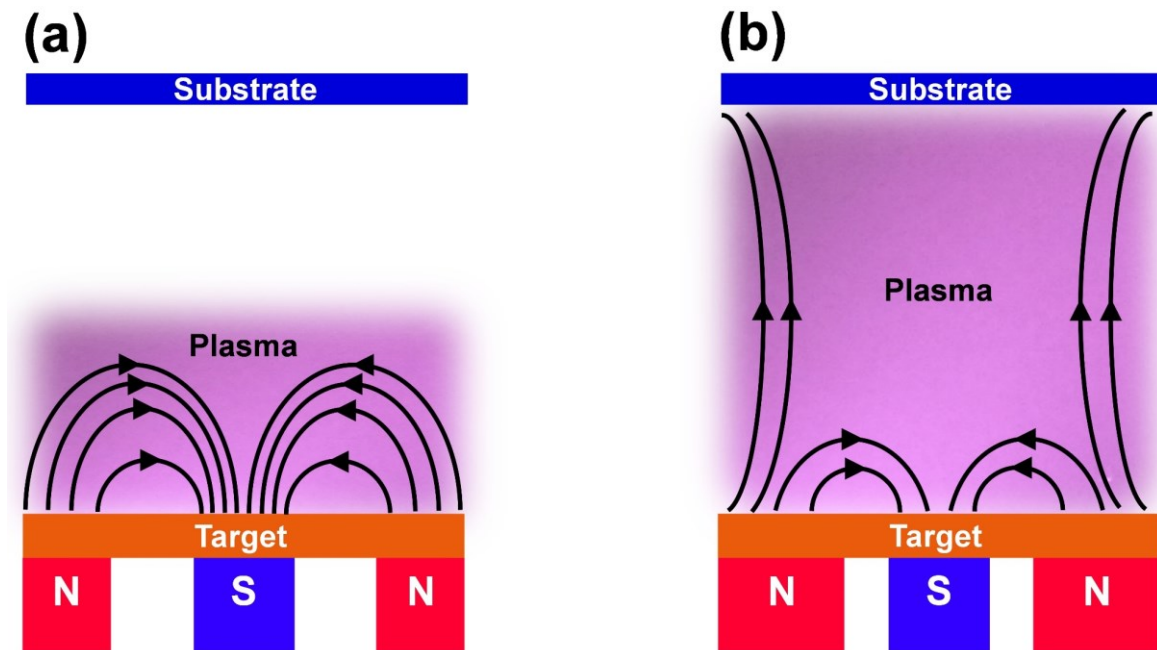 (a)
Substrate
Plasma
Target
N S N
(b)
Substrate
Plasma
Target
N S N